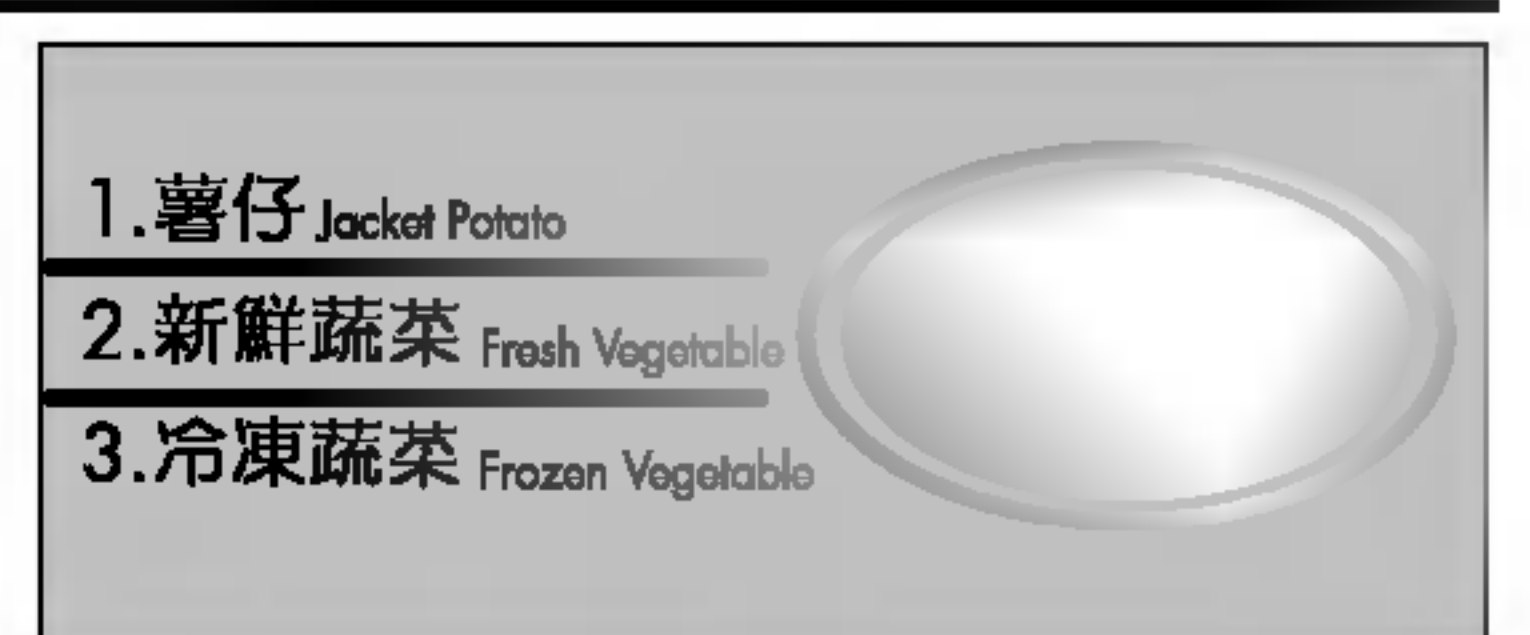 1.薯仔 Jacket Potato
2.新鮮蔬菜 Fresh Vegetable
3.冷凍蔬菜 Frozen Vegetable